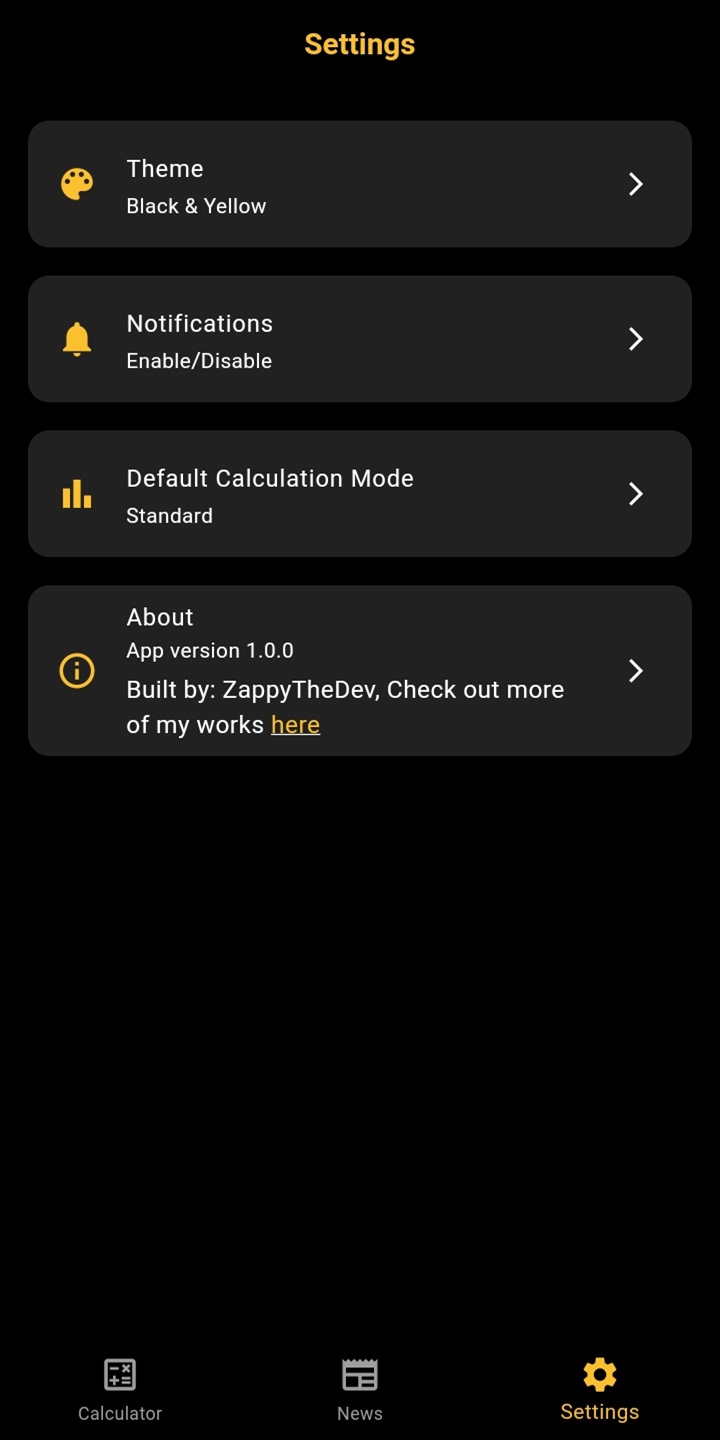 Settings
Theme
Black & Yellow
Notifications
Enable/Disable
Default Calculation Mode
Standard
About
App version 1.0.0
Built by: ZappyTheDev, Check out more
of my works here
Calculator
News
Settings